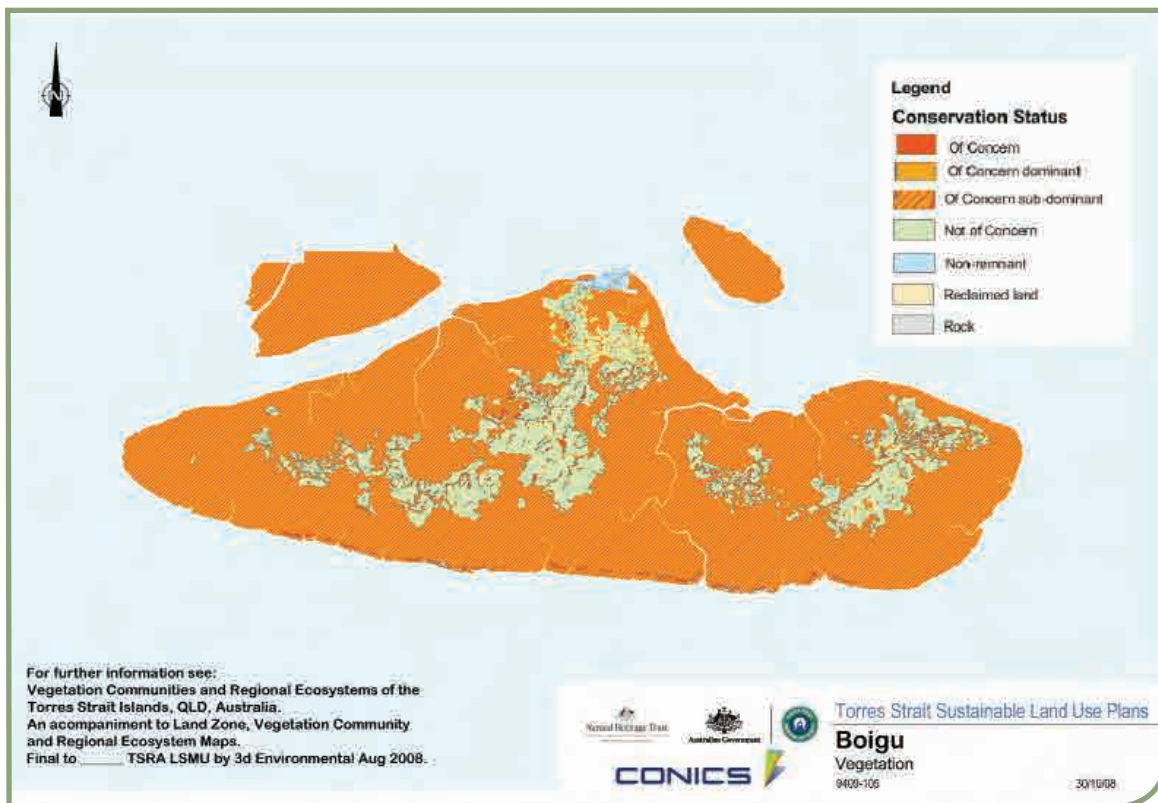 N
Legend
Conservation Status
Of Concern
Of Concern dominant
Of Concern sub-dominant
Not of Concern
Non-remnant
Reclaimed land
Rock
For further information see:
Vegetation Communities and Regional Ecosystems of the
Torres Strait Islands, QLD, Australia.
An acompaniment to Land Zone, Vegetation Community
and Regional Ecosystem Maps.
Final to _____ TSRA LSMU by 3d Environmental Aug 2008.
Natural Heritage Trust
Australian Government
CONICS
Torres Strait Sustainable Land Use Plans
Boigu
Vegetation
9409-106
30/10/08